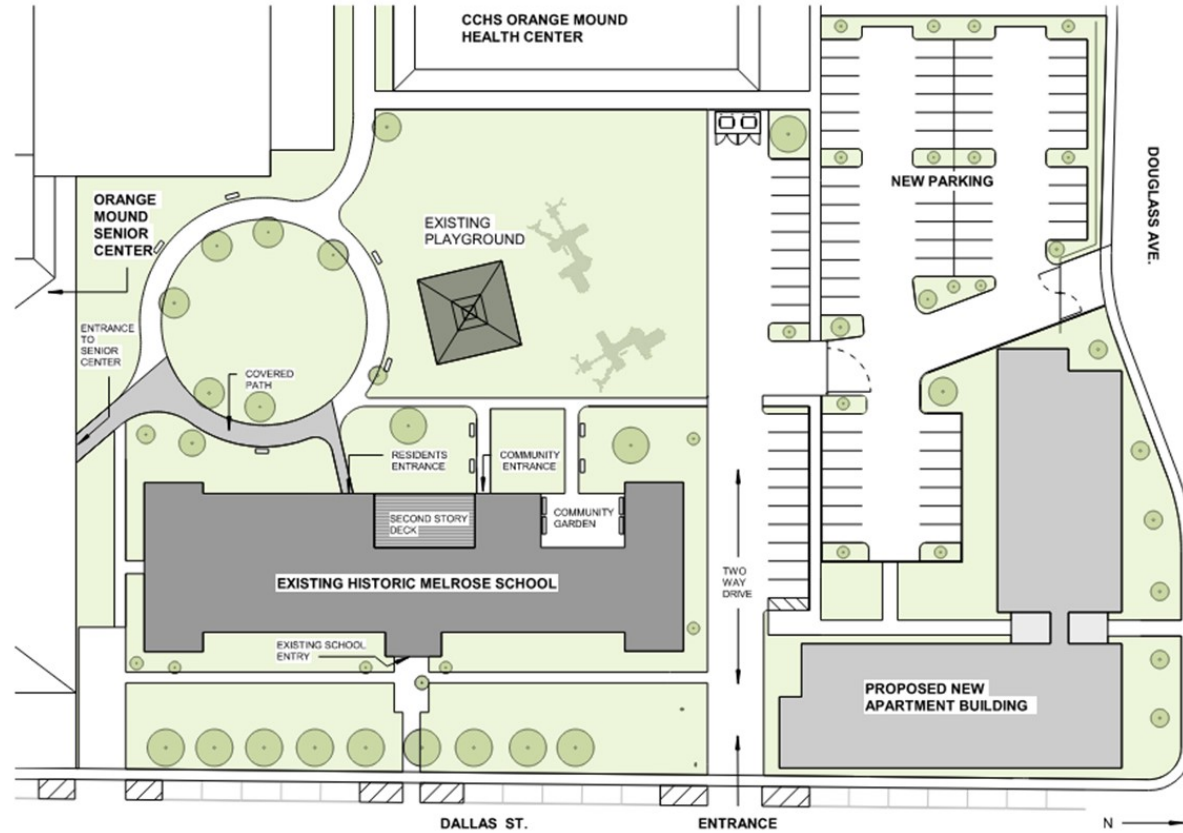 CCHS ORANGE MOUND
HEALTH CENTER
DOUGLASS AVE.
NEW PARKING
ORANGE
MOUND
SENIOR
CENTER
EXISTING
PLAYGROUND
ENTRANCE
TO
SENIOR
CENTER
COVERED
PATH
RESIDENTS
ENTRANCE
COMMUNITY
ENTRANCE
SECOND STORY
DECK
COMMUNITY
GARDEN
TWO
WAY
DRIVE
EXISTING HISTORIC MELROSE SCHOOL
EXISTING SCHOOL
ENTRY
PROPOSED NEW
APARTMENT BUILDING
DALLAS ST.
ENTRANCE
N